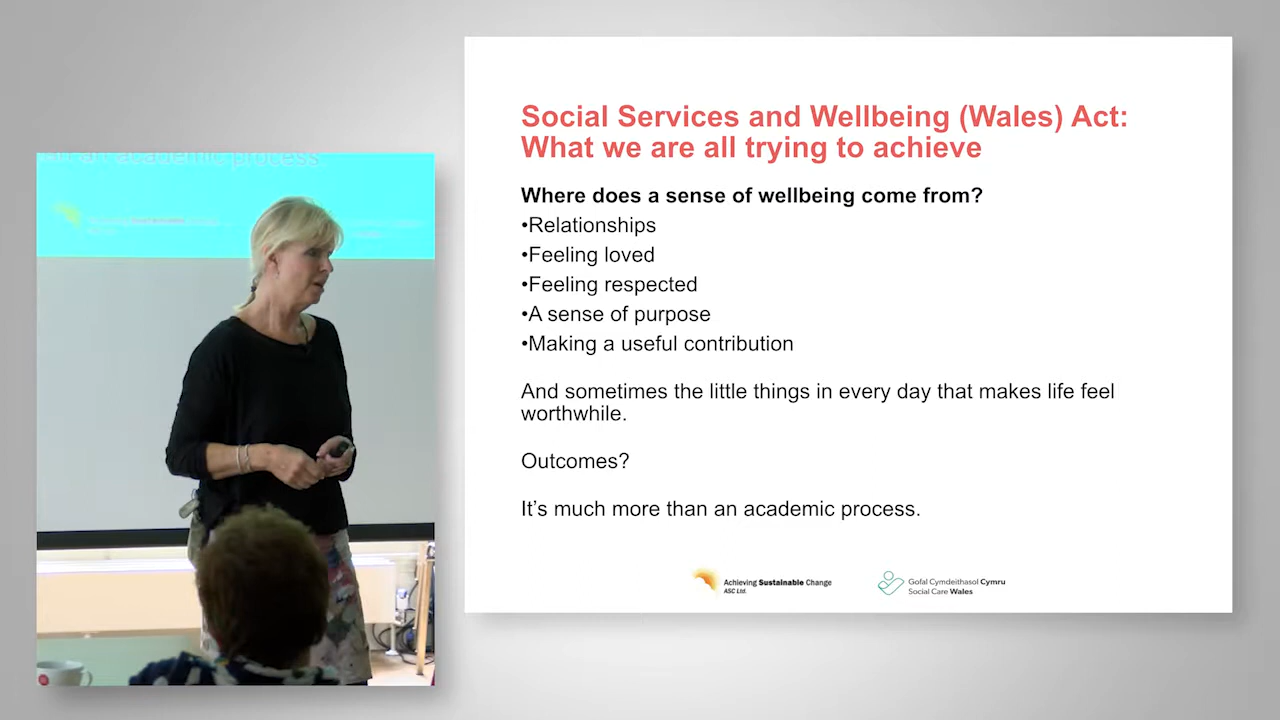 an academic process
Social Services and Wellbeing (Wales) Act:
What we are all trying to achieve
Where does a sense of wellbeing come from?
•Relationships
•Feeling loved
•Feeling respected
•A sense of purpose
•Making a useful contribution
And sometimes the little things in every day that makes life feel
worthwhile.
Outcomes?
It’s much more than an academic process.
Achieving Sustainable Change
ASC Ltd.
Gofal Cymdeithasol Cymru
Social Care Wales